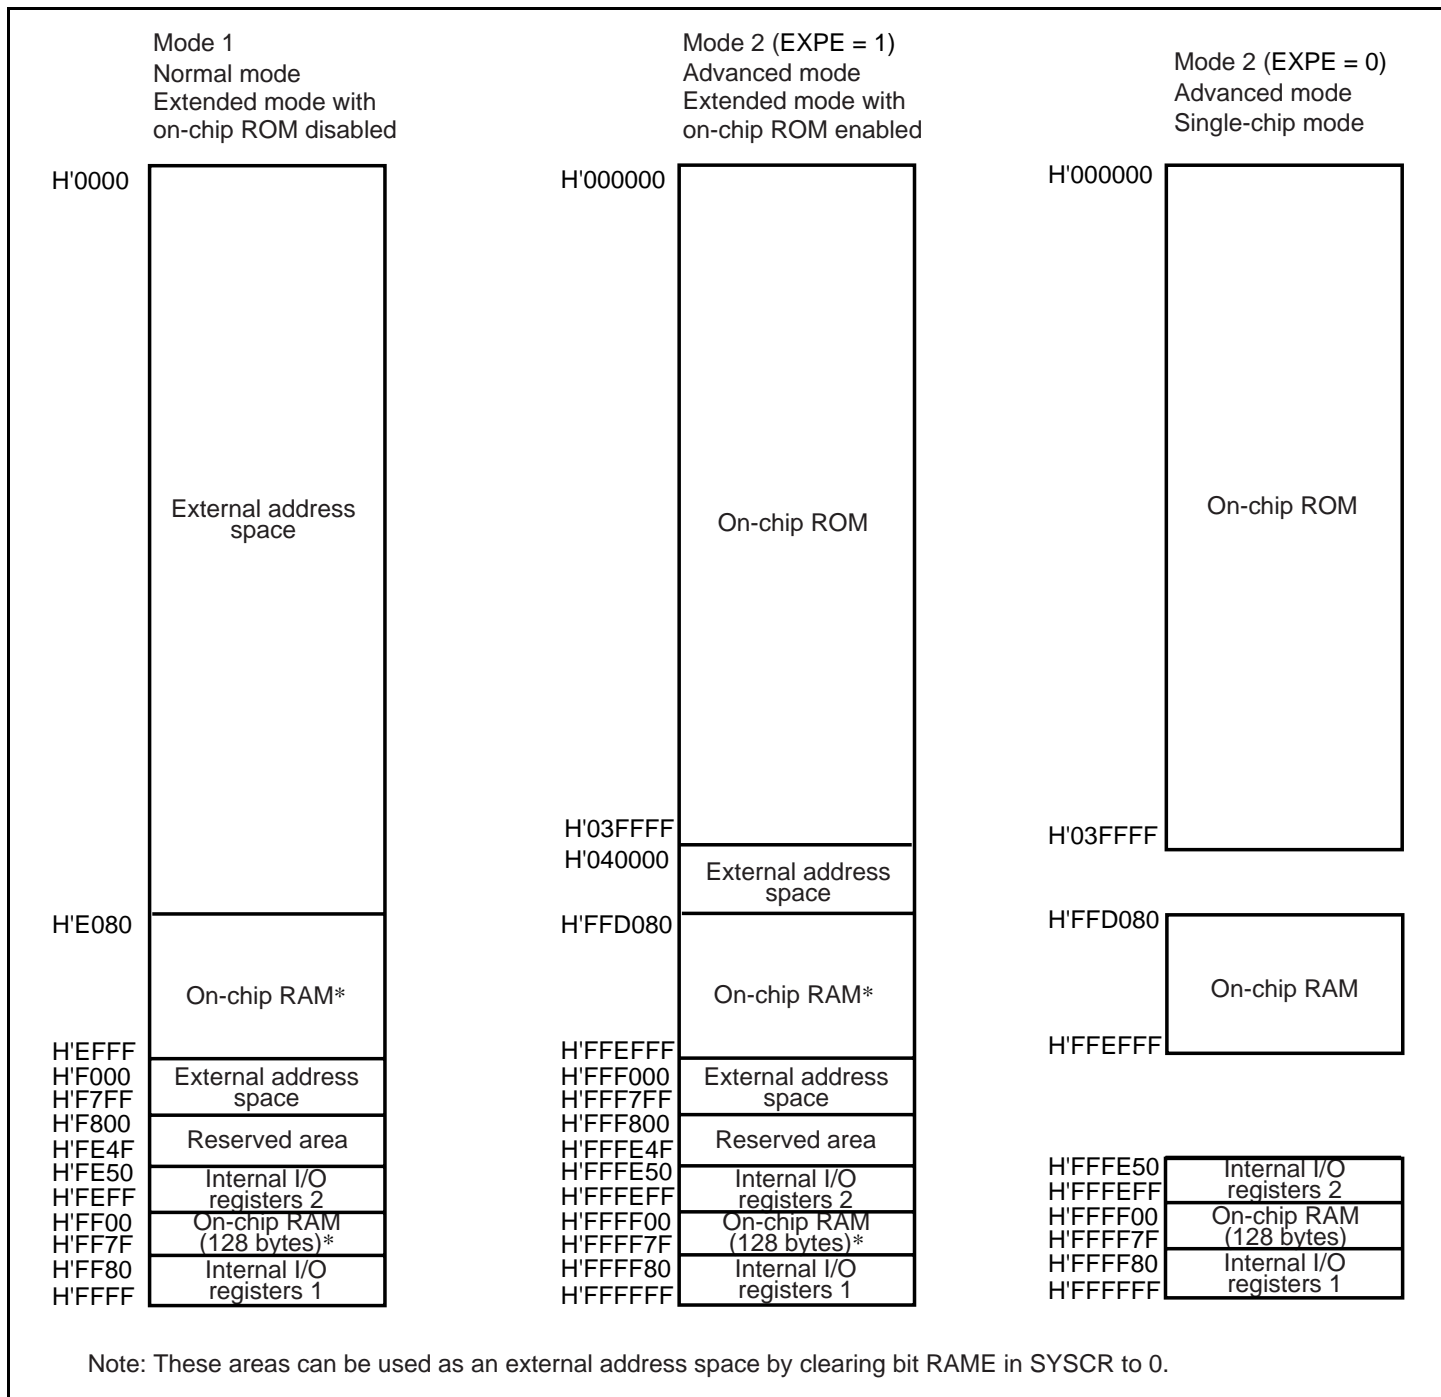 Mode 1
Normal mode
Extended mode with
on-chip ROM disabled
H'0000
External address
space
H'E080
On-chip RAM*
H'EFFF
H'F000
External address
space
H'F7FF
H'F800
Reserved area
H'FE4F
H'FE50
Internal I/O
registers 2
H'FEFF
H'FF00
On-chip RAM
(128 bytes)*
H'FF7F
H'FF80
Internal I/O
registers 1
H'FFFF
Mode 2 (EXPE = 1)
Advanced mode
Extended mode with
on-chip ROM enabled
H'000000
On-chip ROM
H'03FFFF
H'040000
External address
space
H'FFD080
On-chip RAM*
H'FFEFFF
H'FFF000
External address
space
H'FFF7FF
H'FFF800
Reserved area
H'FFFE4F
H'FFFE50
Internal I/O
registers 2
H'FFFEFF
H'FFFF00
On-chip RAM
(128 bytes)*
H'FFFF7F
H'FFFF80
Internal I/O
registers 1
H'FFFFFF
Mode 2 (EXPE = 0)
Advanced mode
Single-chip mode
H'000000
On-chip ROM
H'03FFFF
H'FFD080
On-chip RAM
H'FFEFFF
H'FFFE50
Internal I/O
registers 2
H'FFFEFF
H'FFFF00
On-chip RAM
(128 bytes)
H'FFFF7F
H'FFFF80
Internal I/O
registers 1
H'FFFFFF
Note: These areas can be used as an external address space by clearing bit RAME in SYSCR to 0.